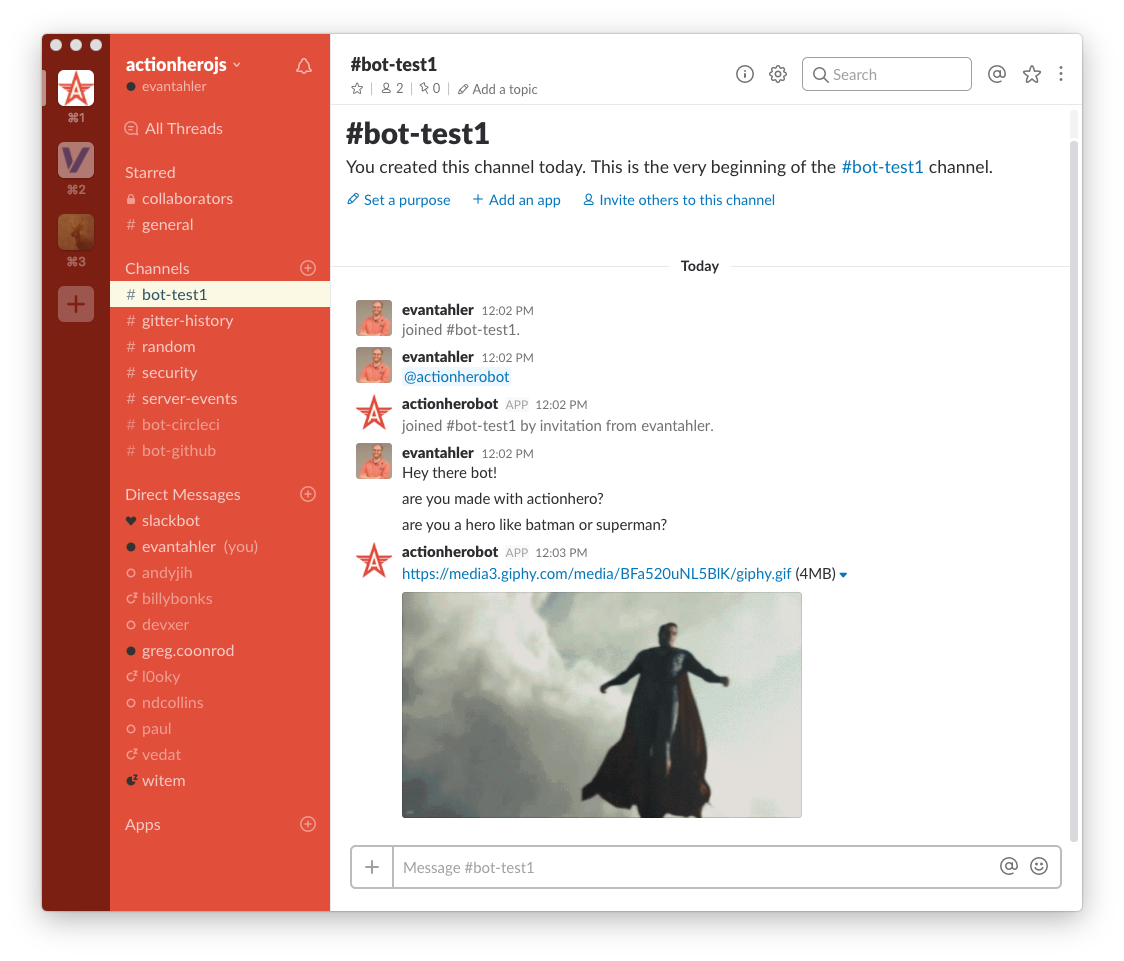 actionherojs
evantahler
⌘1
⌘2
⌘3
All Threads
Starred
collaborators
# general
Channels
# bot-test1
# gitter-history
# random
# security
# server-events
# bot-circleci
# bot-github
Direct Messages
slackbot
evantahler (you)
andyjih
billybonks
devxer
greg.coonrod
l0oky
ndcollins
paul
vedat
witem
Apps
#bot-test1
2 | 0 | Add a topic
Search
#bot-test1
You created this channel today. This is the very beginning of the #bot-test1 channel.
Set a purpose + Add an app Invite others to this channel
Today
evantahler 12:02 PM
joined #bot-test1.
evantahler 12:02 PM
@actionherobot
actionherobot APP 12:02 PM
joined #bot-test1 by invitation from evantahler.
evantahler 12:02 PM
Hey there bot!
are you made with actionhero?
are you a hero like batman or superman?
actionherobot APP 12:03 PM
https://media3.giphy.com/media/BFa520uNL5BlK/giphy.gif (4MB)
Message #bot-test1